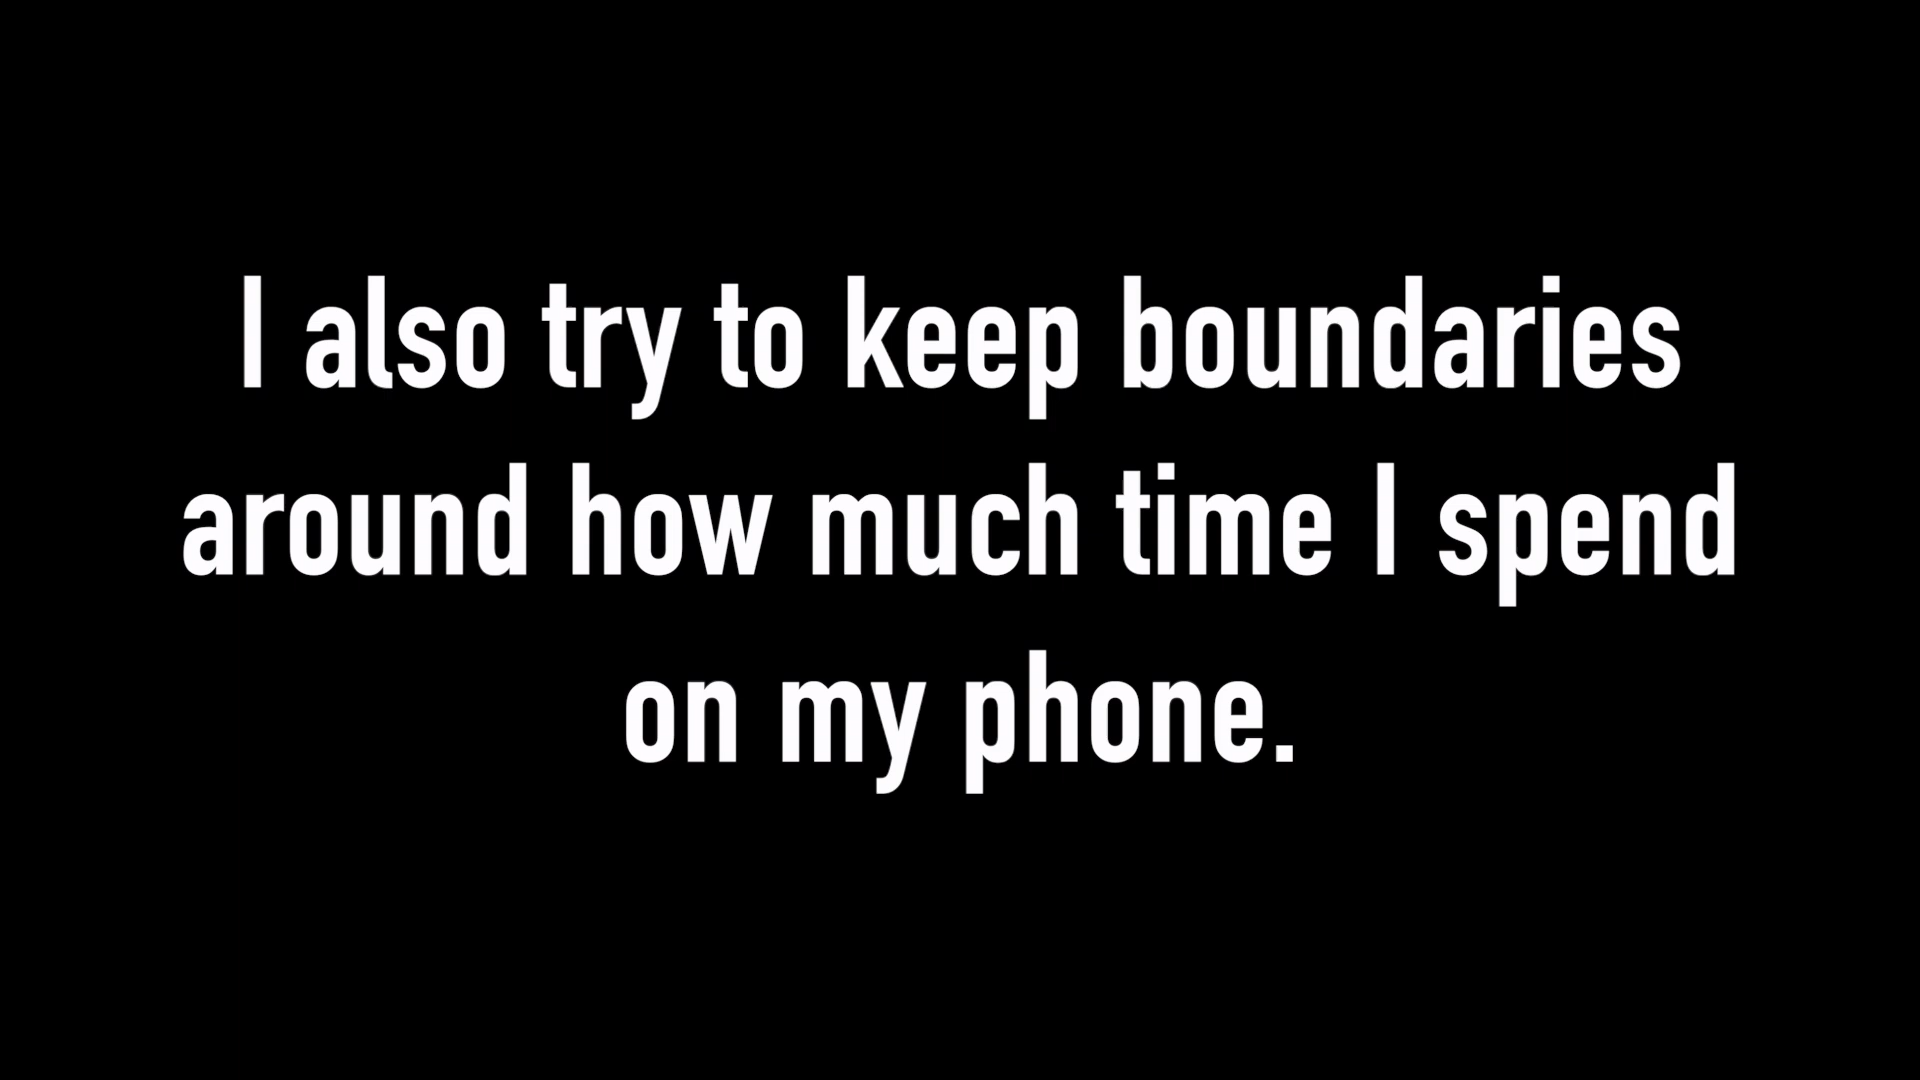 I also try to keep boundaries
around how much time I spend
on my phone.